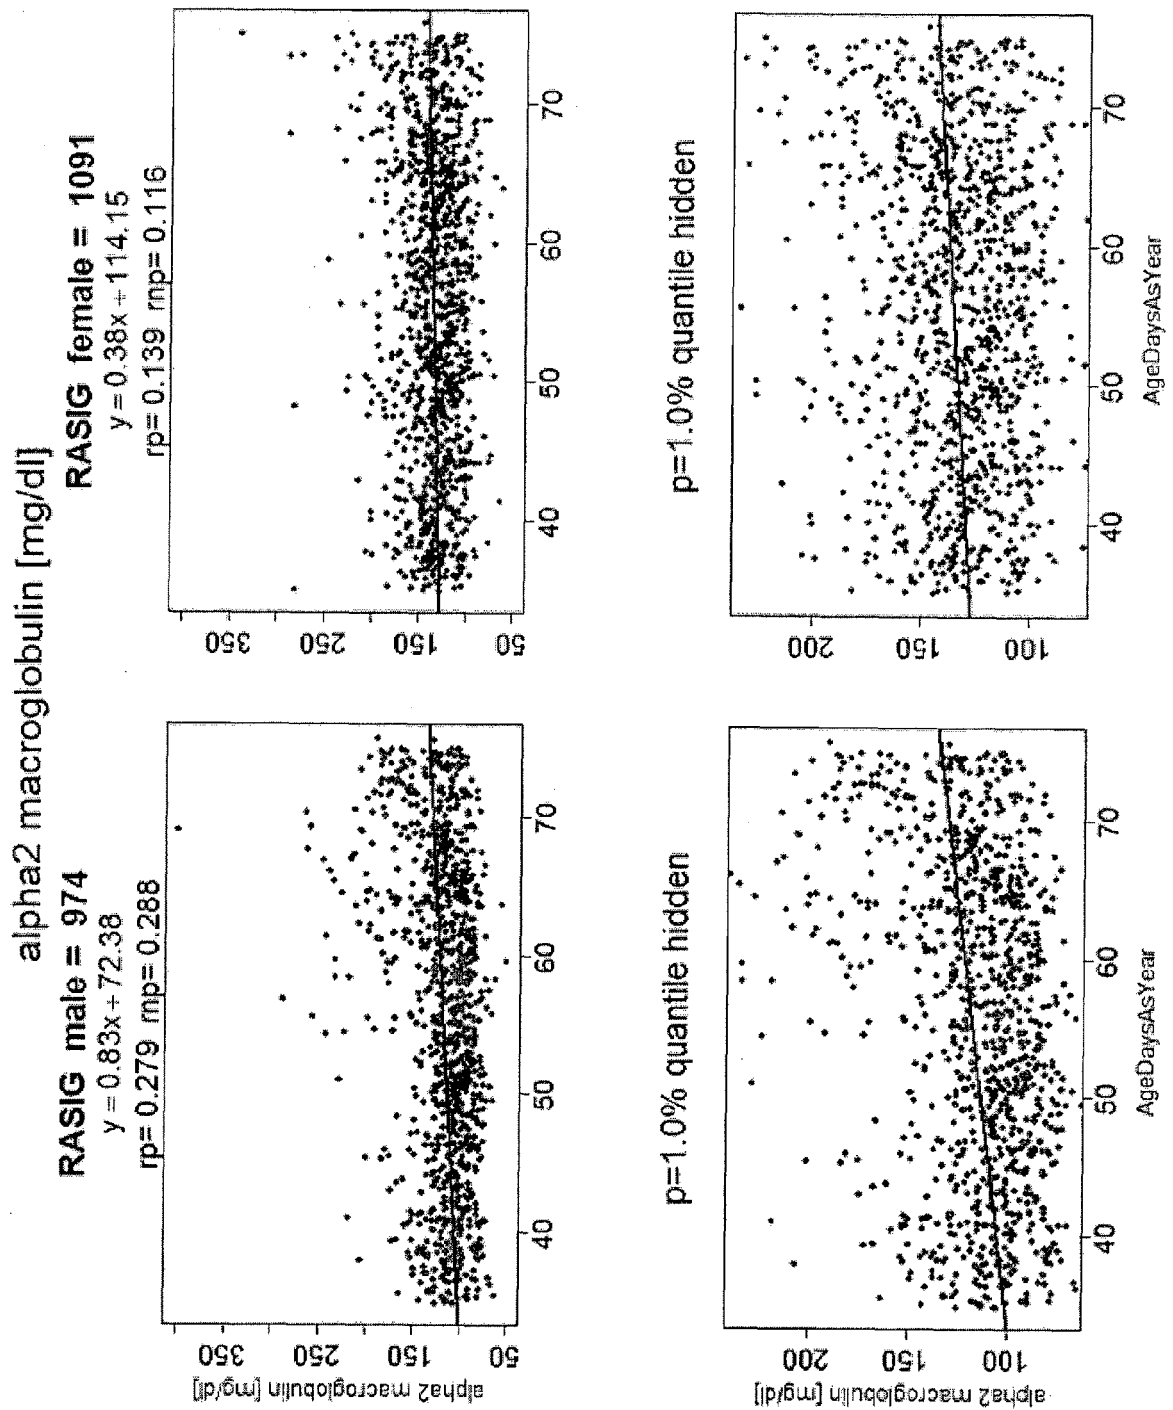 alpha2 macroglobulin [mg/dl]
RASIG male = 974
y = 0.83x+72.38
rp= 0.279 rnp= 0.288
RASIG female = 1091
y = 0.38x+114.15
rp= 0.139 rnp= 0.116
alpha2 macroglobulin [mg/dl]
50 150 250 350
40 50 60 70
50 150 250 350
40 50 60 70
p=1.0% quantile hidden
p=1.0% quantile hidden
alpha2 macroglobulin [mg/dl]
100 150 200
40 50 60 70
AgeDaysAsYear
100 150 200
40 50 60 70
AgeDaysAsYear